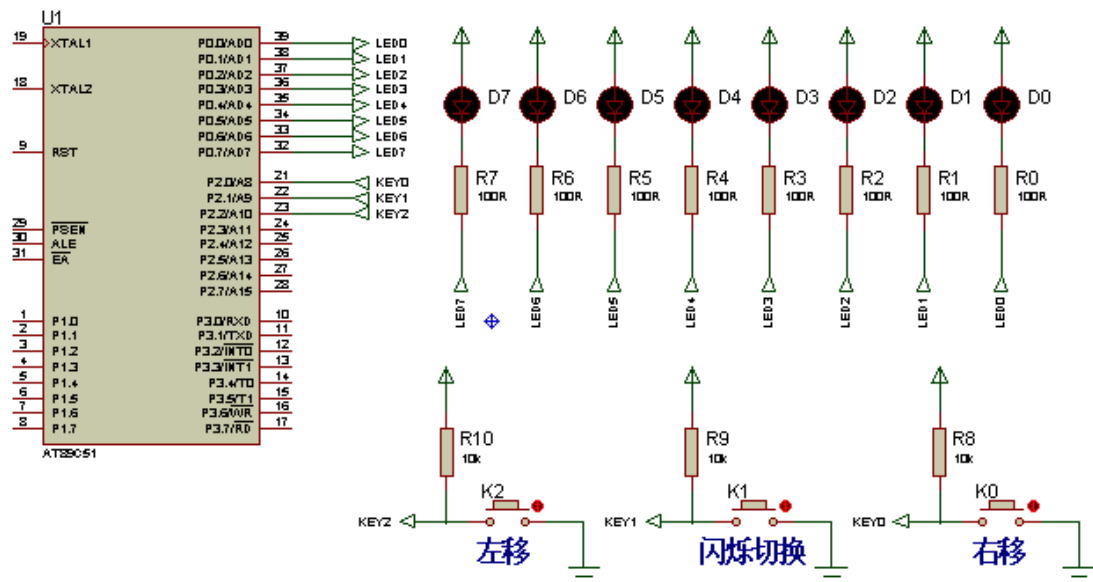 U1
19 XTAL1 P0.0/AD0 39 LED0
P0.1/AD1 38 LED1
P0.2/AD2 37 LED2
18 XTAL2 P0.3/AD3 36 LED3
P0.4/AD4 35 LED4
P0.5/AD5 34 LED5
P0.6/AD6 33 LED6
9 RST P0.7/AD7 32 LED7
P2.0/A8 21 KEY0
P2.1/A9 22 KEY1
P2.2/A10 23 KEY2
29 PSEN P2.3/A11 24
30 ALE P2.4/A12 25
31 EA P2.5/A13 26
P2.6/A14 27
P2.7/A15 28
1 P1.0 P3.0/RXD 10
2 P1.1 P3.1/TXD 11
3 P1.2 P3.2/INT0 12
4 P1.3 P3.3/INT1 13
5 P1.4 P3.4/T0 14
6 P1.5 P3.5/T1 15
7 P1.6 P3.6/WR 16
8 P1.7 P3.7/RD 17
AT89C51
D7 D6 D5 D4 D3 D2 D1 D0
R7 R6 R5 R4 R3 R2 R1 R0
100R 100R 100R 100R 100R 100R 100R 100R
LED7 LED6 LED5 LED4 LED3 LED2 LED1 LED0
R10 R9 R8
10k 10k 10k
K2 K1 K0
KEY2 KEY1 KEY0
左移 闪烁切换 右移